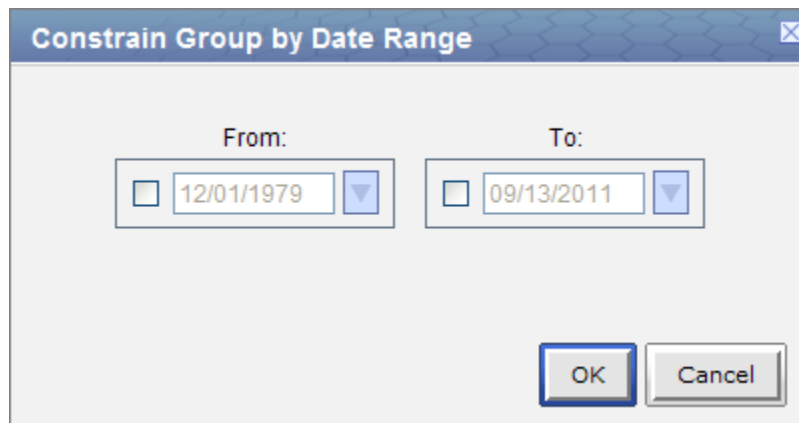 Constrain Group by Date Range
From: To:
12/01/1979 09/13/2011
OK Cancel